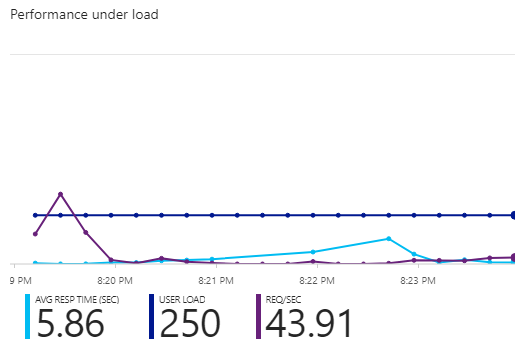 Performance under load
9 PM 8:20 PM 8:21 PM 8:22 PM 8:23 PM
AVG RESP TIME (SEC) USER LOAD REQ/SEC
5.86 250 43.91